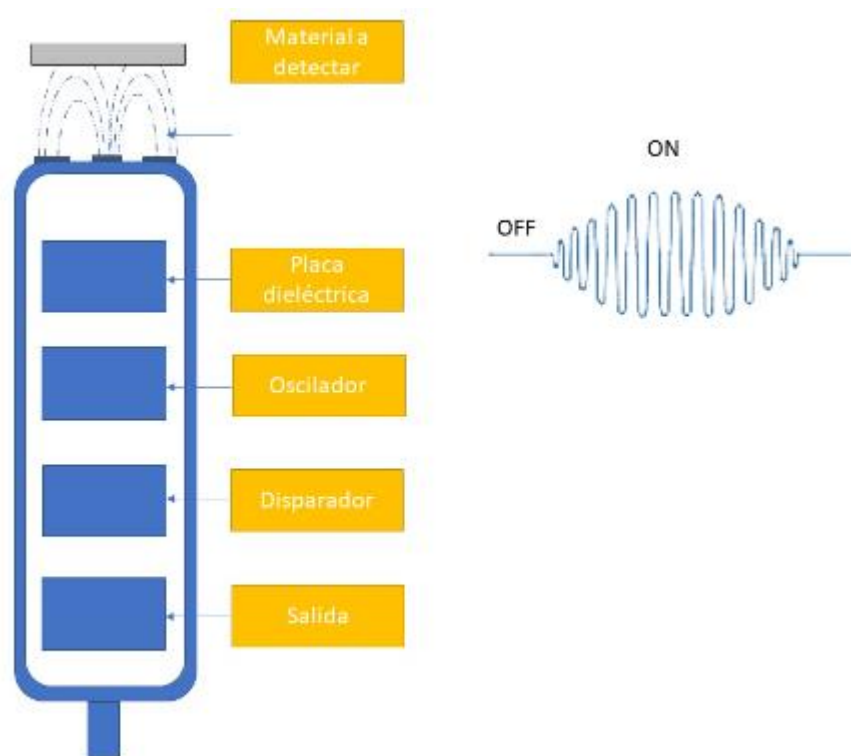 Material a
detectar
ON
OFF
Placa
dieléctrica
Oscilador
Disparador
Salida